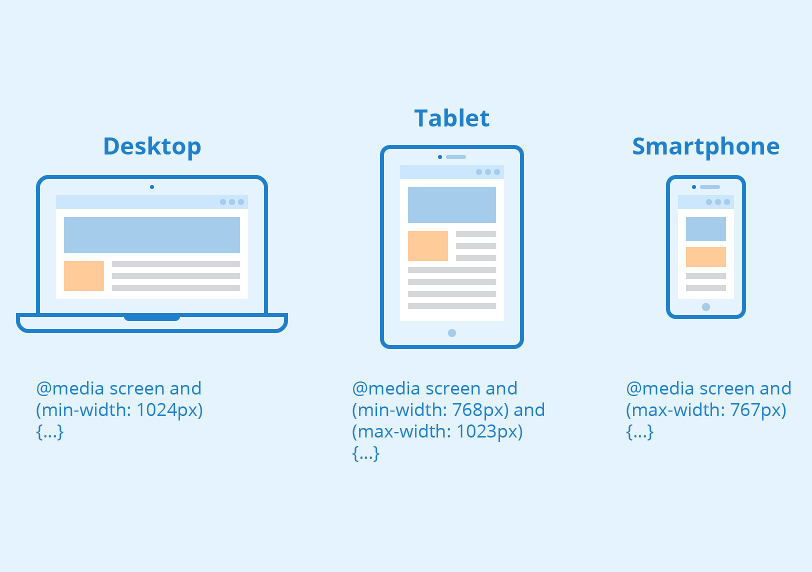 Desktop
@media screen and
(min-width: 1024px)
{...}
Tablet
@media screen and
(min-width: 768px) and
(max-width: 1023px)
{...}
Smartphone
@media screen and
(max-width: 767px)
{...}